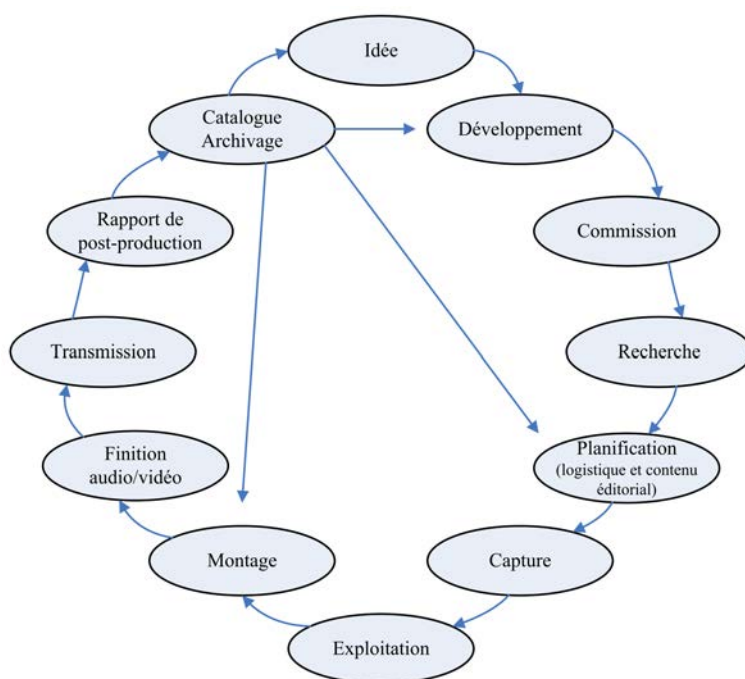 Idée
Développement
Commission
Recherche
Planification
(logistique et contenu
éditorial)
Capture
Exploitation
Montage
Finition
audio/vidéo
Transmission
Rapport de
post-production
Catalogue
Archivage